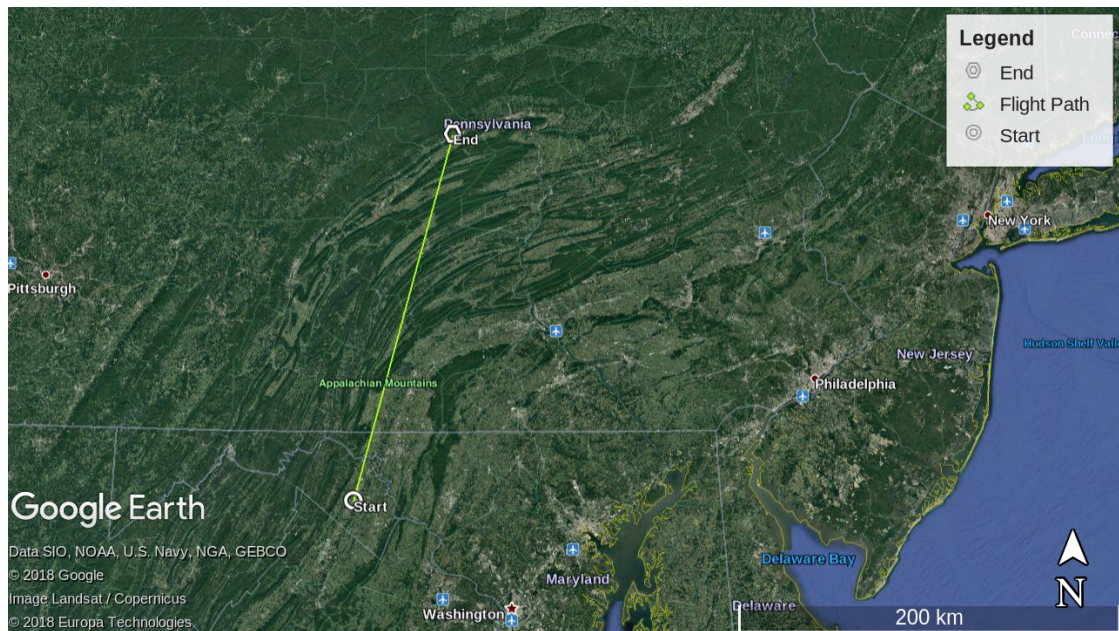 Legend
End
Flight Path
Start
Pennsylvania
End
New York
Pittsburgh
Hudson Shelf Valle
New Jersey
Appalachian Mountains
Philadelphia
Start
Google Earth
Data SIO, NOAA, U.S. Navy, NGA, GEBCO
© 2018 Google
Image Landsat / Copernicus
© 2018 Europa Technologies
Delaware Bay
Maryland
Delaware
Washington
N
200 km